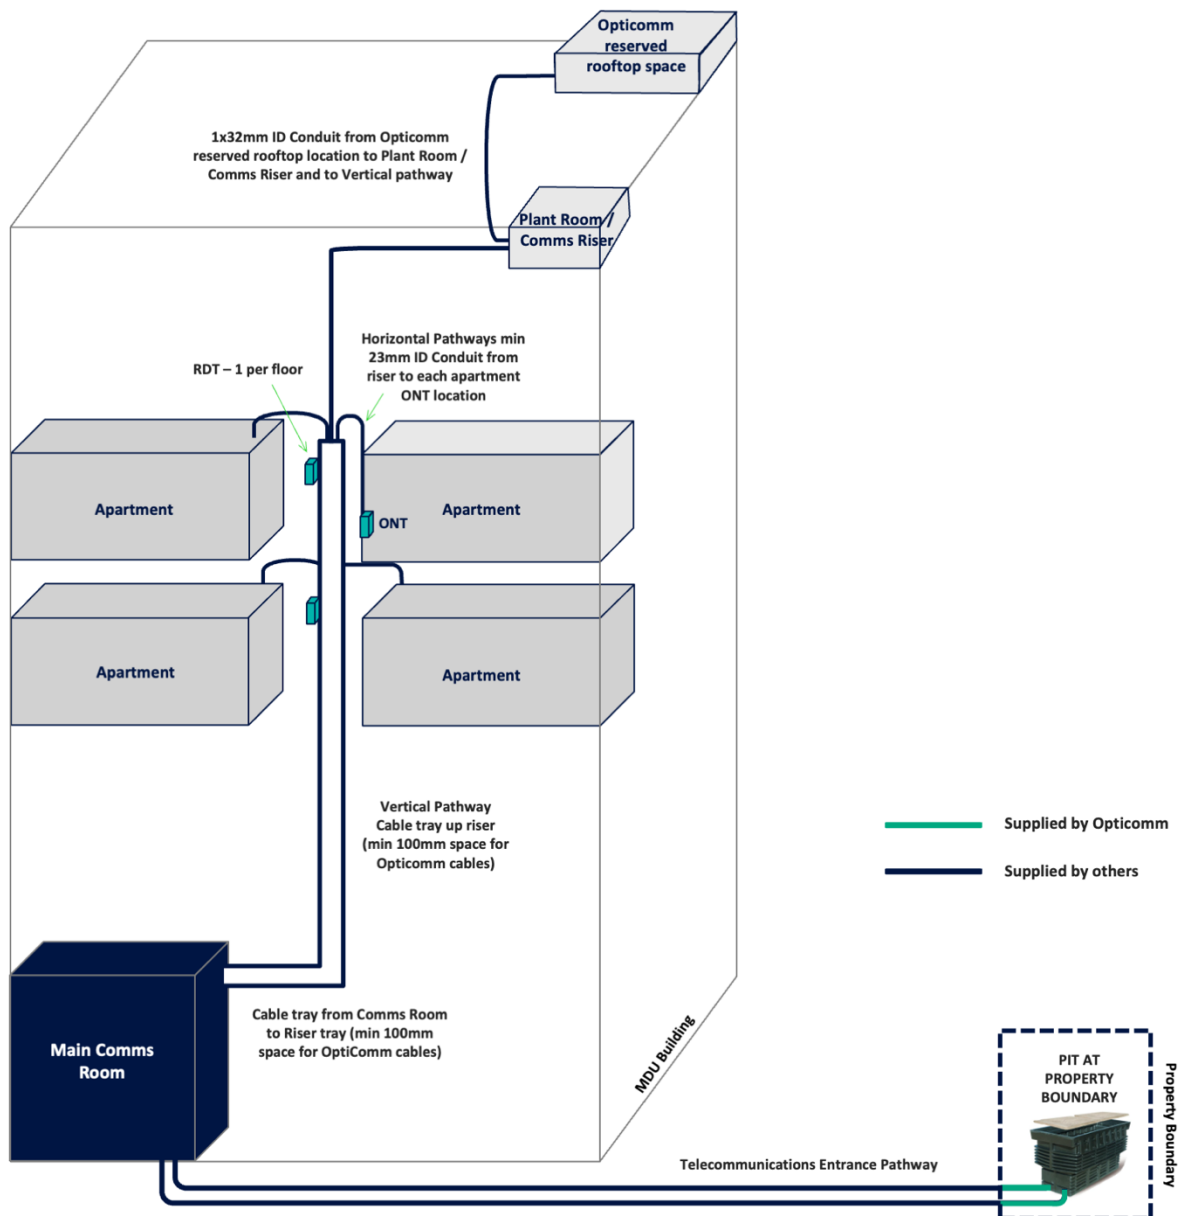 Opticomm
reserved
rooftop space
1x32mm ID Conduit from Opticomm
reserved rooftop location to Plant Room /
Comms Riser and to Vertical pathway
Plant Room /
Comms Riser
Horizontal Pathways min
23mm ID Conduit from
riser to each apartment
ONT location
RDT – 1 per floor
Apartment
Apartment
ONT
Apartment
Apartment
Vertical Pathway
Cable tray up riser
(min 100mm space for
Opticomm cables)
Supplied by Opticomm
Supplied by others
Cable tray from Comms Room
to Riser tray (min 100mm
space for OptiComm cables)
Main Comms
Room
MDU Building
PIT AT
PROPERTY
BOUNDARY
Property Boundary
Telecommunications Entrance Pathway